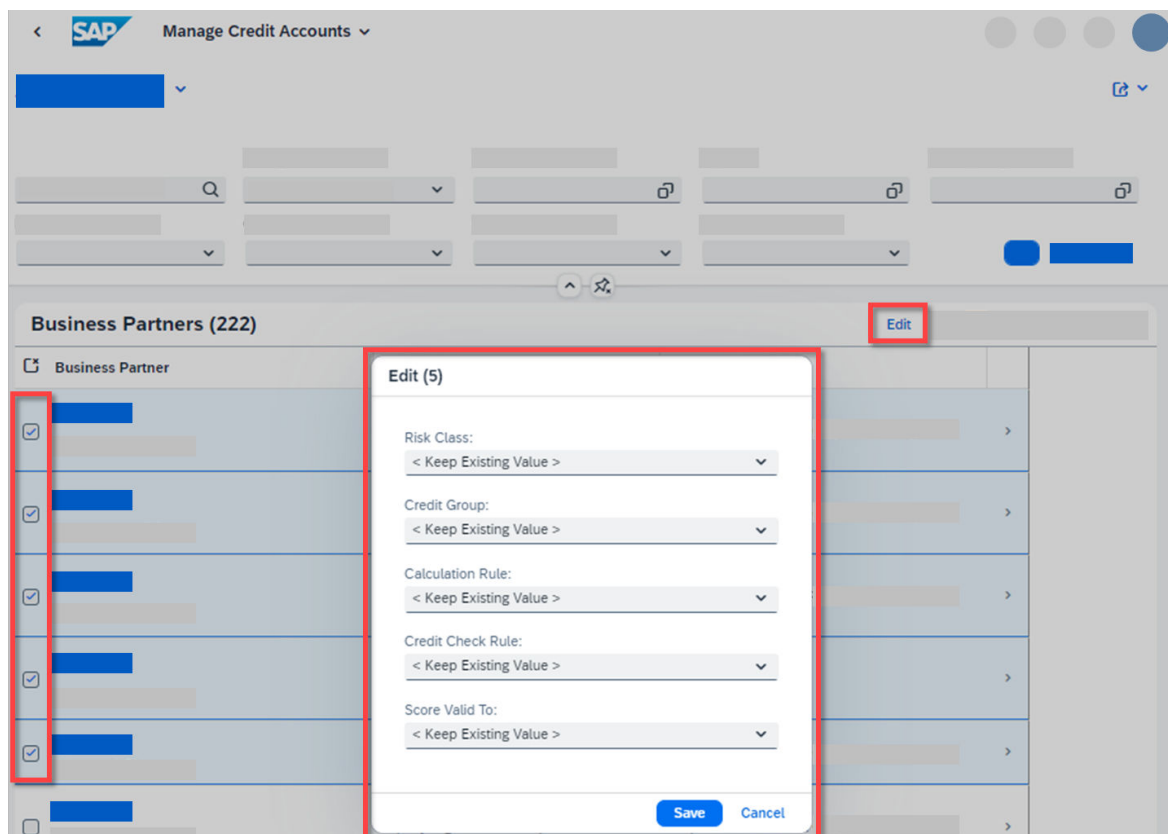 SAP
Manage Credit Accounts
Business Partners (222)
Edit
Business Partner
Edit (5)
Risk Class:
< Keep Existing Value >
Credit Group:
< Keep Existing Value >
Calculation Rule:
< Keep Existing Value >
Credit Check Rule:
< Keep Existing Value >
Score Valid To:
< Keep Existing Value >
Save Cancel